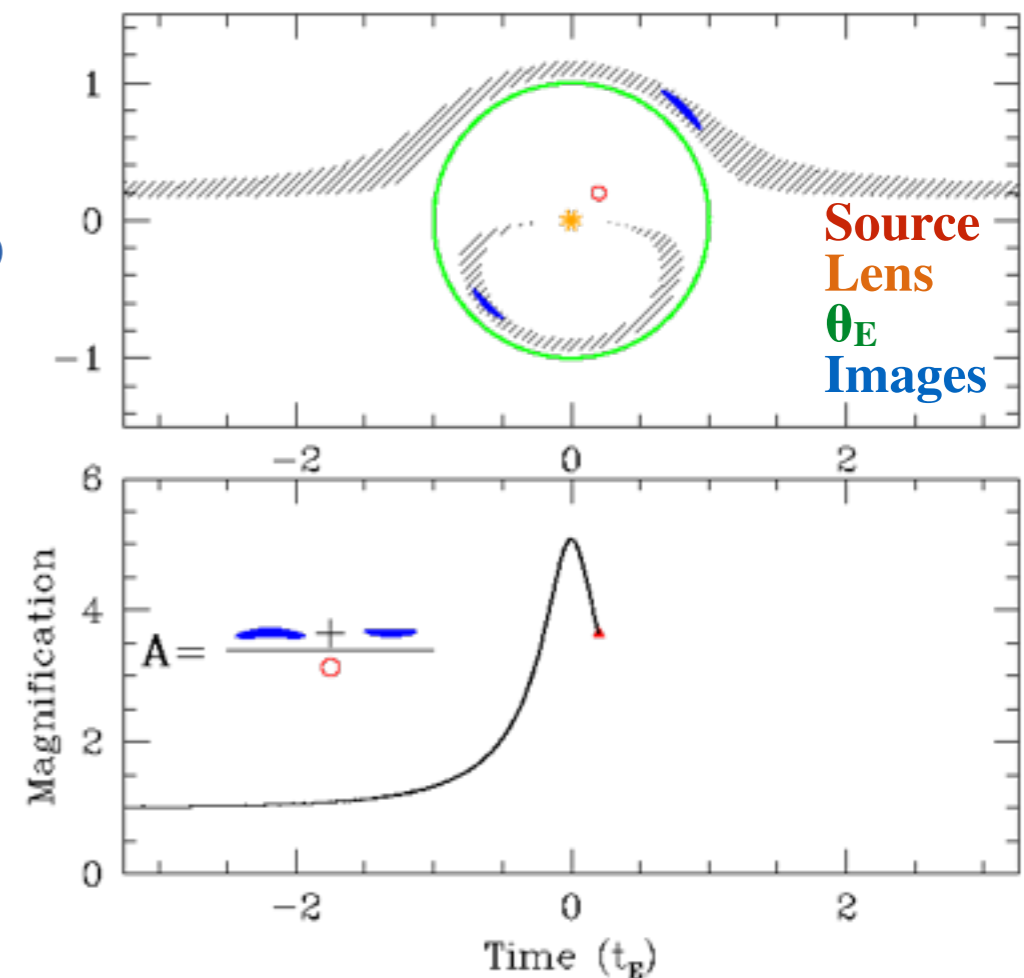 1
0
−1
Source
Lens
θE
Images
−2 0 2
6
4
2
0
Magnification
A= +
−2 0 2
Time (tE)